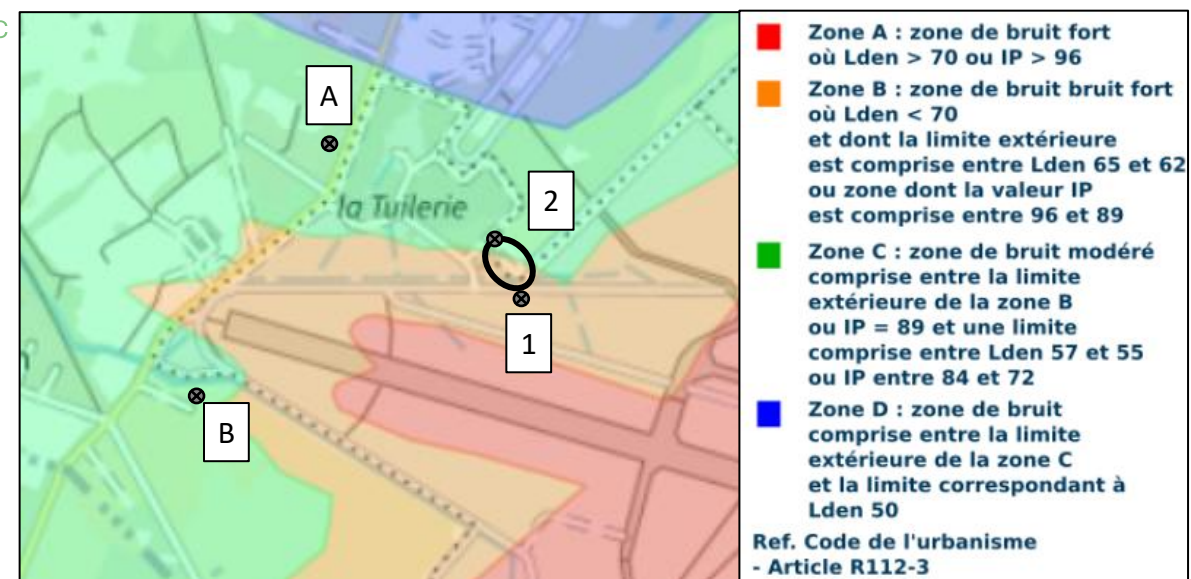 C
A
la Tuilerie
2
1
B
Zone A : zone de bruit fort
où Lden > 70 ou IP > 96
Zone B : zone de bruit bruit fort
où Lden < 70
et dont la limite extérieure
est comprise entre Lden 65 et 62
ou zone dont la valeur IP
est comprise entre 96 et 89
Zone C : zone de bruit modéré
comprise entre la limite
extérieure de la zone B
ou IP = 89 et une limite
comprise entre Lden 57 et 55
ou IP entre 84 et 72
Zone D : zone de bruit
comprise entre la limite
extérieure de la zone C
et la limite correspondant à
Lden 50
Ref. Code de l'urbanisme
- Article R112-3